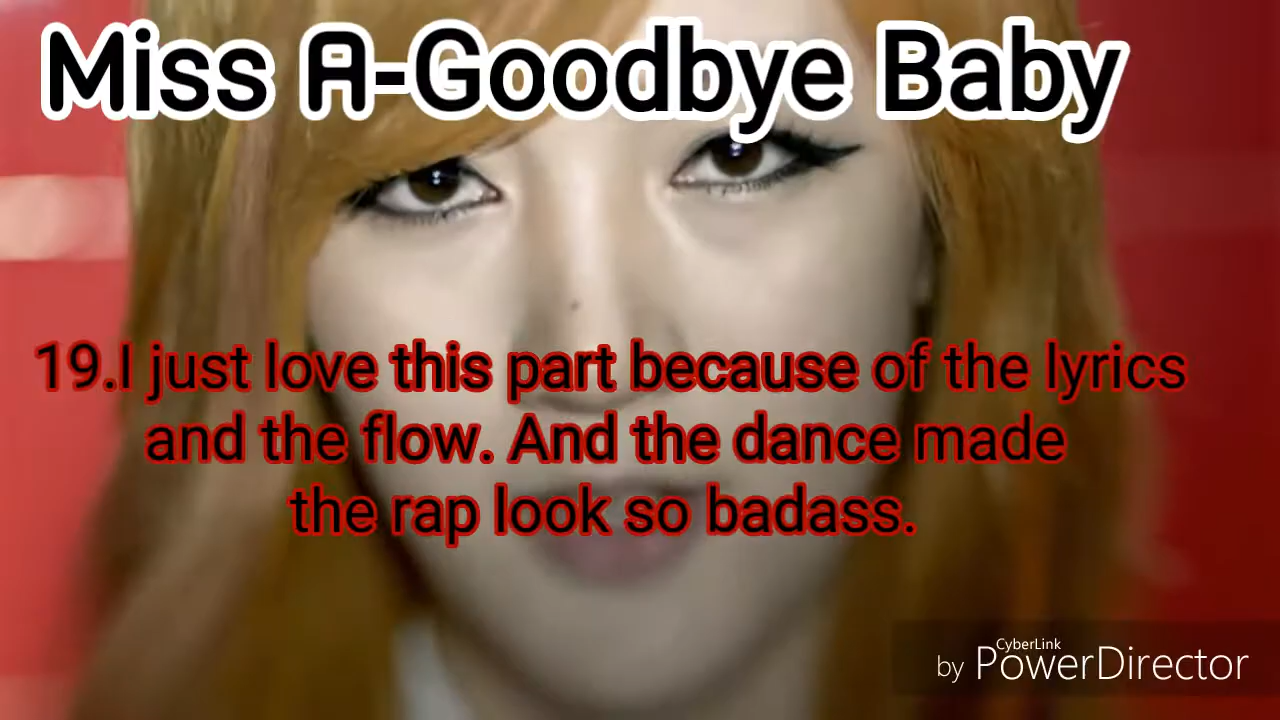 Miss A-Goodbye Baby
19.I just love this part because of the lyrics
and the flow. And the dance made
the rap look so badass.
CyberLink
by PowerDirector